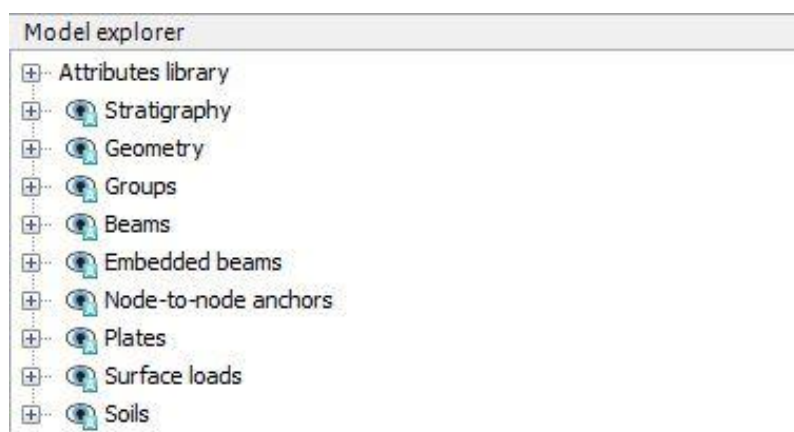 Model explorer
Attributes library
Stratigraphy
Geometry
Groups
Beams
Embedded beams
Node-to-node anchors
Plates
Surface loads
Soils